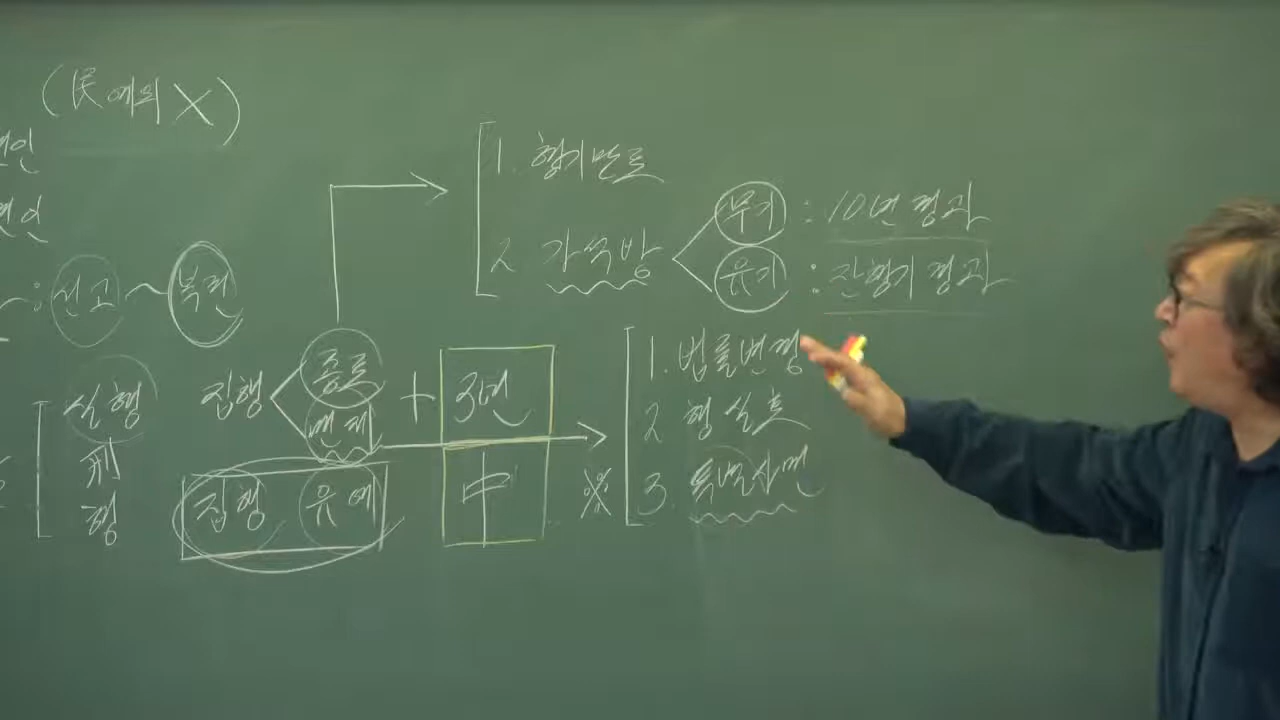 (民 예외 X)
1. 형기만료
2 가석방
무기 : 10년 경과
유기 : 잔형기 경과
선고 ~ 복권
집행
종료
면제
+ 3년
집행 유예
中
실형
刑
형
1. 법률변경
2 형 실효
※ 3. 특별사면